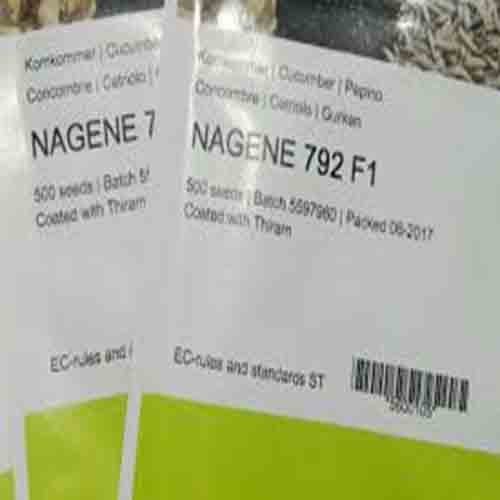 Komkommer | Cucumbe
Concombre | Cetriolo |
NAGENE 7
500 seeds | Batch 5
Coated with Thiram
EC-rules and
Komkommer | Cucumber | Pepino
Concombre | Cetriolo | Gurken
NAGENE 792 F1
500 seeds | Batch 5597960 | Packed 06-2017
Coated with Thiram
EC-rules and standards ST